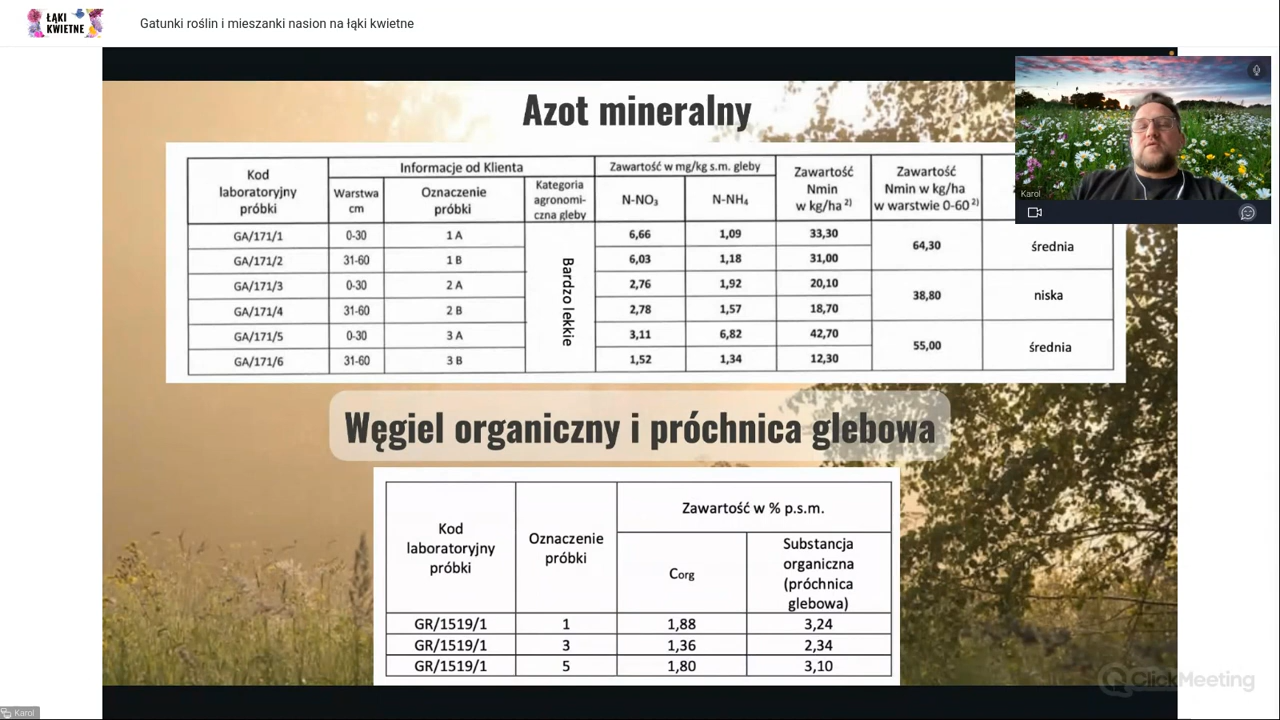 ŁĄKI
KWIETNE
Gatunki roślin i mieszanki nasion na łąki kwietne
Azot mineralny
Kod laboratoryjny próbki
Informacje od Klienta
Warstwa cm
Oznaczenie próbki
Kategoria agronomi-czna gleby
Zawartość w mg/kg s.m. gleby
N-NO₃
N-NH₄
Zawartość Nmin w kg/ha ²⁾
Zawartość Nmin w kg/ha w warstwie 0-60 ²⁾
Bardzo lekkie
GA/171/1 0-30 1 A 6,66 1,09 33,30 64,30 średnia
GA/171/2 31-60 1 B 6,03 1,18 31,00
GA/171/3 0-30 2 A 2,76 1,92 20,10 38,80 niska
GA/171/4 31-60 2 B 2,78 1,57 18,70
GA/171/5 0-30 3 A 3,11 6,82 42,70 55,00 średnia
GA/171/6 31-60 3 B 1,52 1,34 12,30
Karol
Węgiel organiczny i próchnica glebowa
Kod laboratoryjny próbki
Oznaczenie próbki
Zawartość w % p.s.m.
Corg
Substancja organiczna (próchnica glebowa)
GR/1519/1 1 1,88 3,24
GR/1519/1 3 1,36 2,34
GR/1519/1 5 1,80 3,10
ClickMeeting
Karol